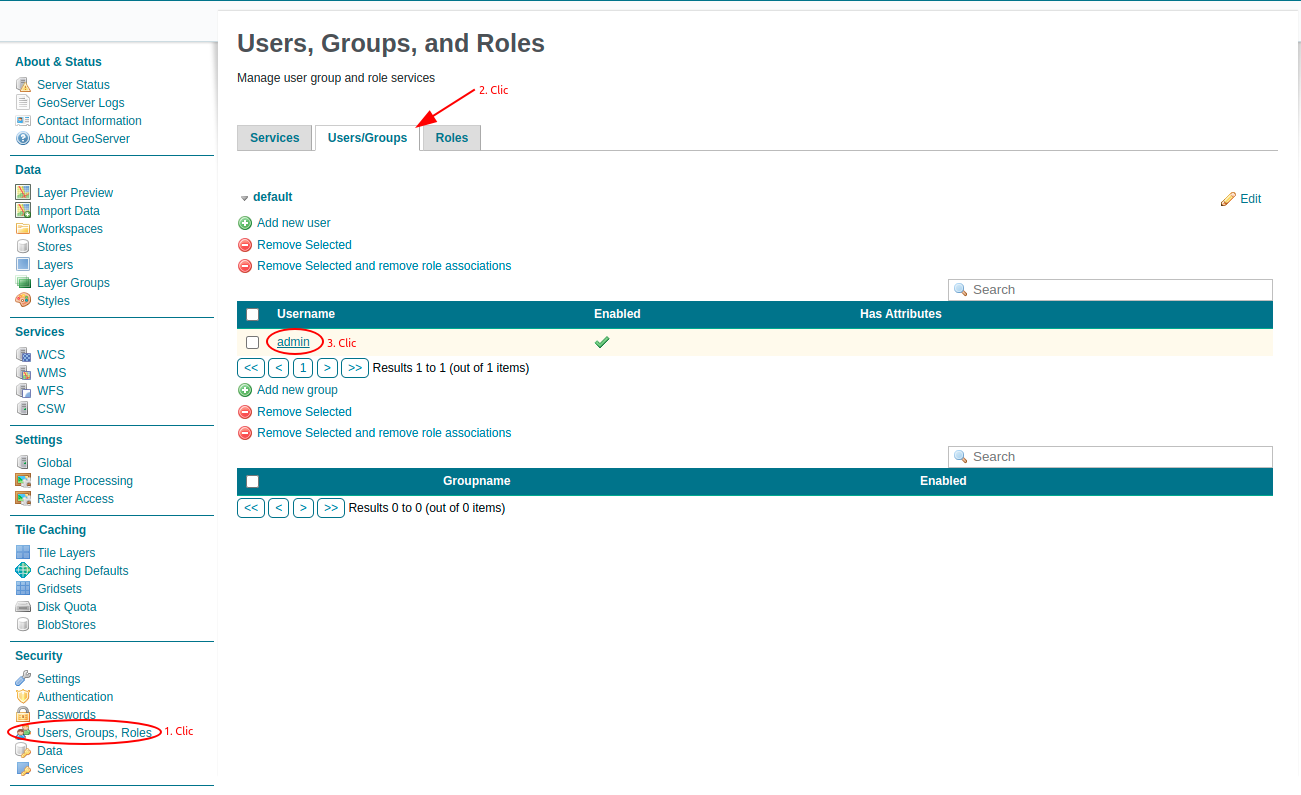 Users, Groups, and Roles
Manage user group and role services
2. Clic
Services
Users/Groups
Roles
About & Status
Server Status
GeoServer Logs
Contact Information
About GeoServer
Data
Layer Preview
Import Data
Workspaces
Stores
Layers
Layer Groups
Styles
Services
WCS
WMS
WFS
CSW
Settings
Global
Image Processing
Raster Access
Tile Caching
Tile Layers
Caching Defaults
Gridsets
Disk Quota
BlobStores
Security
Settings
Authentication
Passwords
Users, Groups, Roles 1. Clic
Data
Services
default
Edit
Add new user
Remove Selected
Remove Selected and remove role associations
Search
Username Enabled Has Attributes
admin 3. Clic
<< < 1 > >> Results 1 to 1 (out of 1 items)
Add new group
Remove Selected
Remove Selected and remove role associations
Search
Groupname Enabled
<< < > >> Results 0 to 0 (out of 0 items)